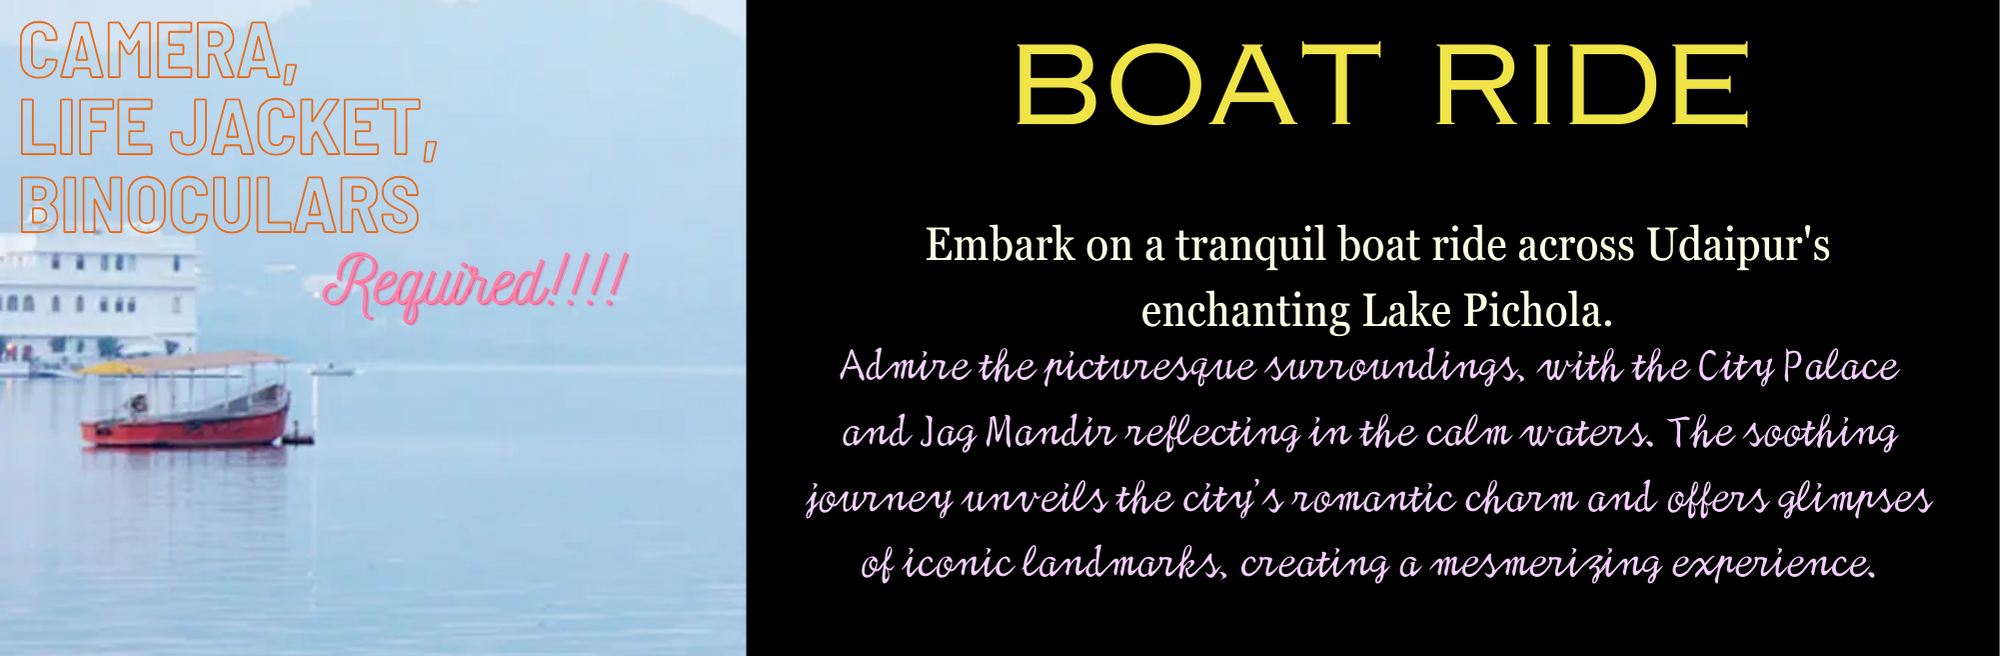 CAMERA,
LIFE JACKET,
BINOCULARS
Required!!!!
BOAT RIDE
Embark on a tranquil boat ride across Udaipur's
enchanting Lake Pichola.
Admire the picturesque surroundings, with the City Palace
and Jag Mandir reflecting in the calm waters. The soothing
journey unveils the city's romantic charm and offers glimpses
of iconic landmarks, creating a mesmerizing experience.